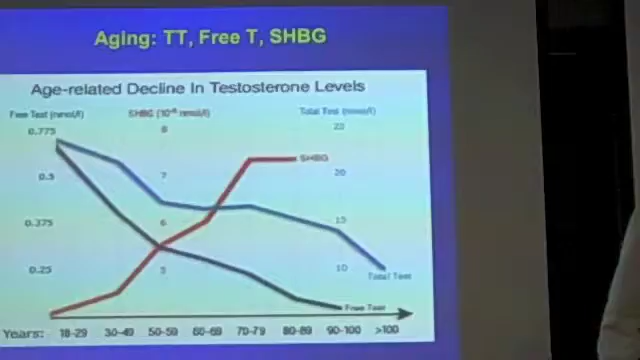 Aging: TT, Free T, SHBG
Age-related Decline In Testosterone Levels
Free Test (nmol/l) SHBG (10⁻⁸ nmol/l) Total Test (nmol/l)
0.775 8 25
0.5 7 20
0.375 6 15
0.25 5 10
SHBG
Total Test
Free Test
Years: 18-29 30-49 50-59 60-69 70-79 80-89 90-100 >100